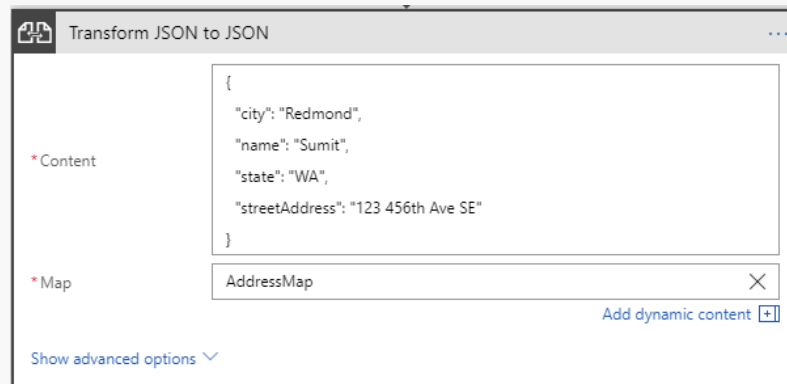 Transform JSON to JSON
...
* Content
{
"city": "Redmond",
"name": "Sumit",
"state": "WA",
"streetAddress": "123 456th Ave SE"
}
* Map
AddressMap
Add dynamic content
Show advanced options